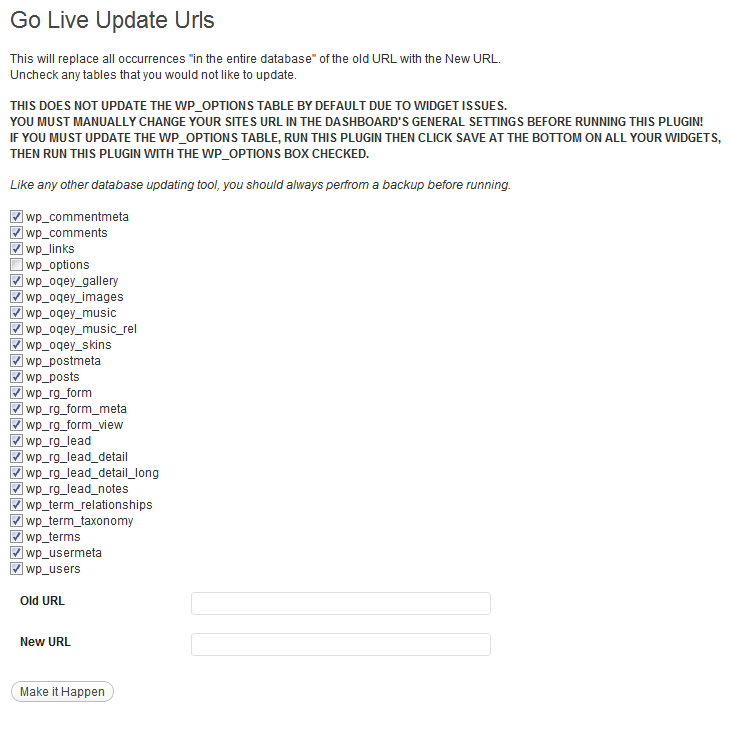 Go Live Update Urls
This will replace all occurrences "in the entire database" of the old URL with the New URL.
Uncheck any tables that you would not like to update.
THIS DOES NOT UPDATE THE WP_OPTIONS TABLE BY DEFAULT DUE TO WIDGET ISSUES.
YOU MUST MANUALLY CHANGE YOUR SITES URL IN THE DASHBOARD'S GENERAL SETTINGS BEFORE RUNNING THIS PLUGIN!
IF YOU MUST UPDATE THE WP_OPTIONS TABLE, RUN THIS PLUGIN THEN CLICK SAVE AT THE BOTTOM ON ALL YOUR WIDGETS,
THEN RUN THIS PLUGIN WITH THE WP_OPTIONS BOX CHECKED.
Like any other database updating tool, you should always perfrom a backup before running.
wp_commentmeta
wp_comments
wp_links
wp_options
wp_oqey_gallery
wp_oqey_images
wp_oqey_music
wp_oqey_music_rel
wp_oqey_skins
wp_postmeta
wp_posts
wp_rg_form
wp_rg_form_meta
wp_rg_form_view
wp_rg_lead
wp_rg_lead_detail
wp_rg_lead_detail_long
wp_rg_lead_notes
wp_term_relationships
wp_term_taxonomy
wp_terms
wp_usermeta
wp_users
Old URL
New URL
Make it Happen